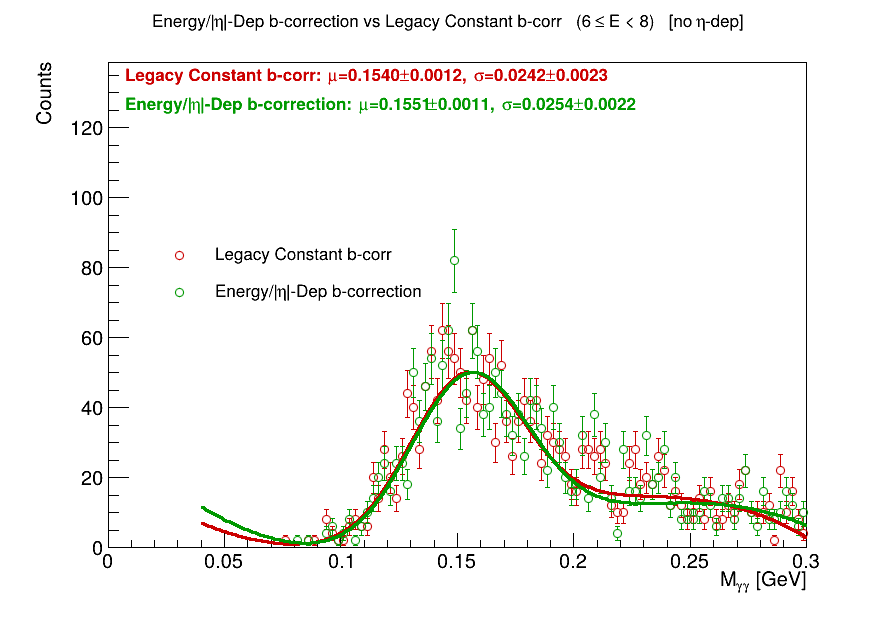 Energy/|η|-Dep b-correction vs Legacy Constant b-corr (6 ≤ E < 8) [no η-dep]
Counts
Legacy Constant b-corr: μ=0.1540±0.0012, σ=0.0242±0.0023
Energy/|η|-Dep b-correction: μ=0.1551±0.0011, σ=0.0254±0.0022
120
100
80
60
40
20
0
Legacy Constant b-corr
Energy/|η|-Dep b-correction
0 0.05 0.1 0.15 0.2 0.25 0.3
Mγγ [GeV]